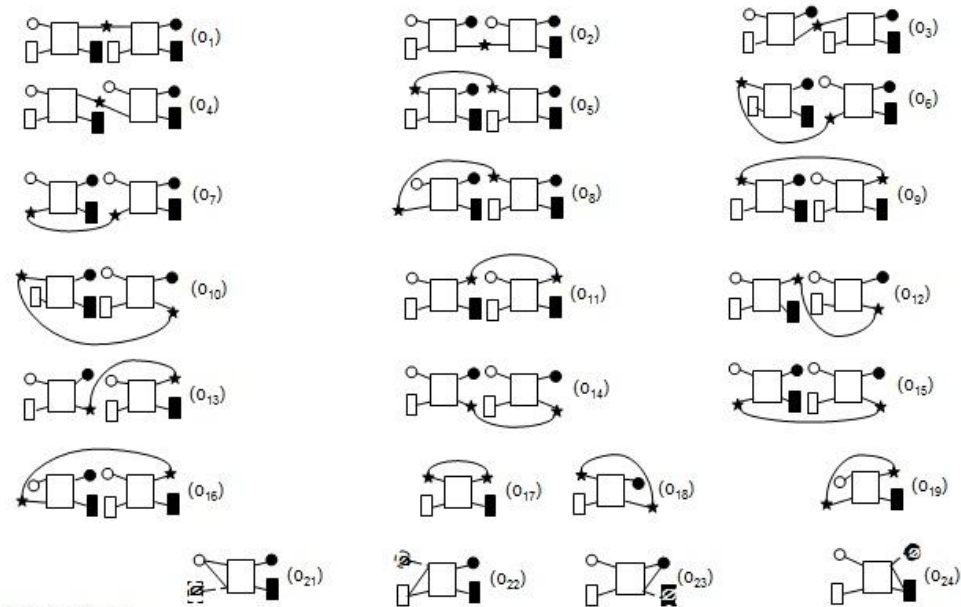 (o1) (o2) (o3)
(o4) (o5) (o6)
(o7) (o8) (o9)
(o10) (o11) (o12)
(o13) (o14) (o15)
(o16) (o17) (o18) (o19)
(o21) (o22) (o23) (o24)